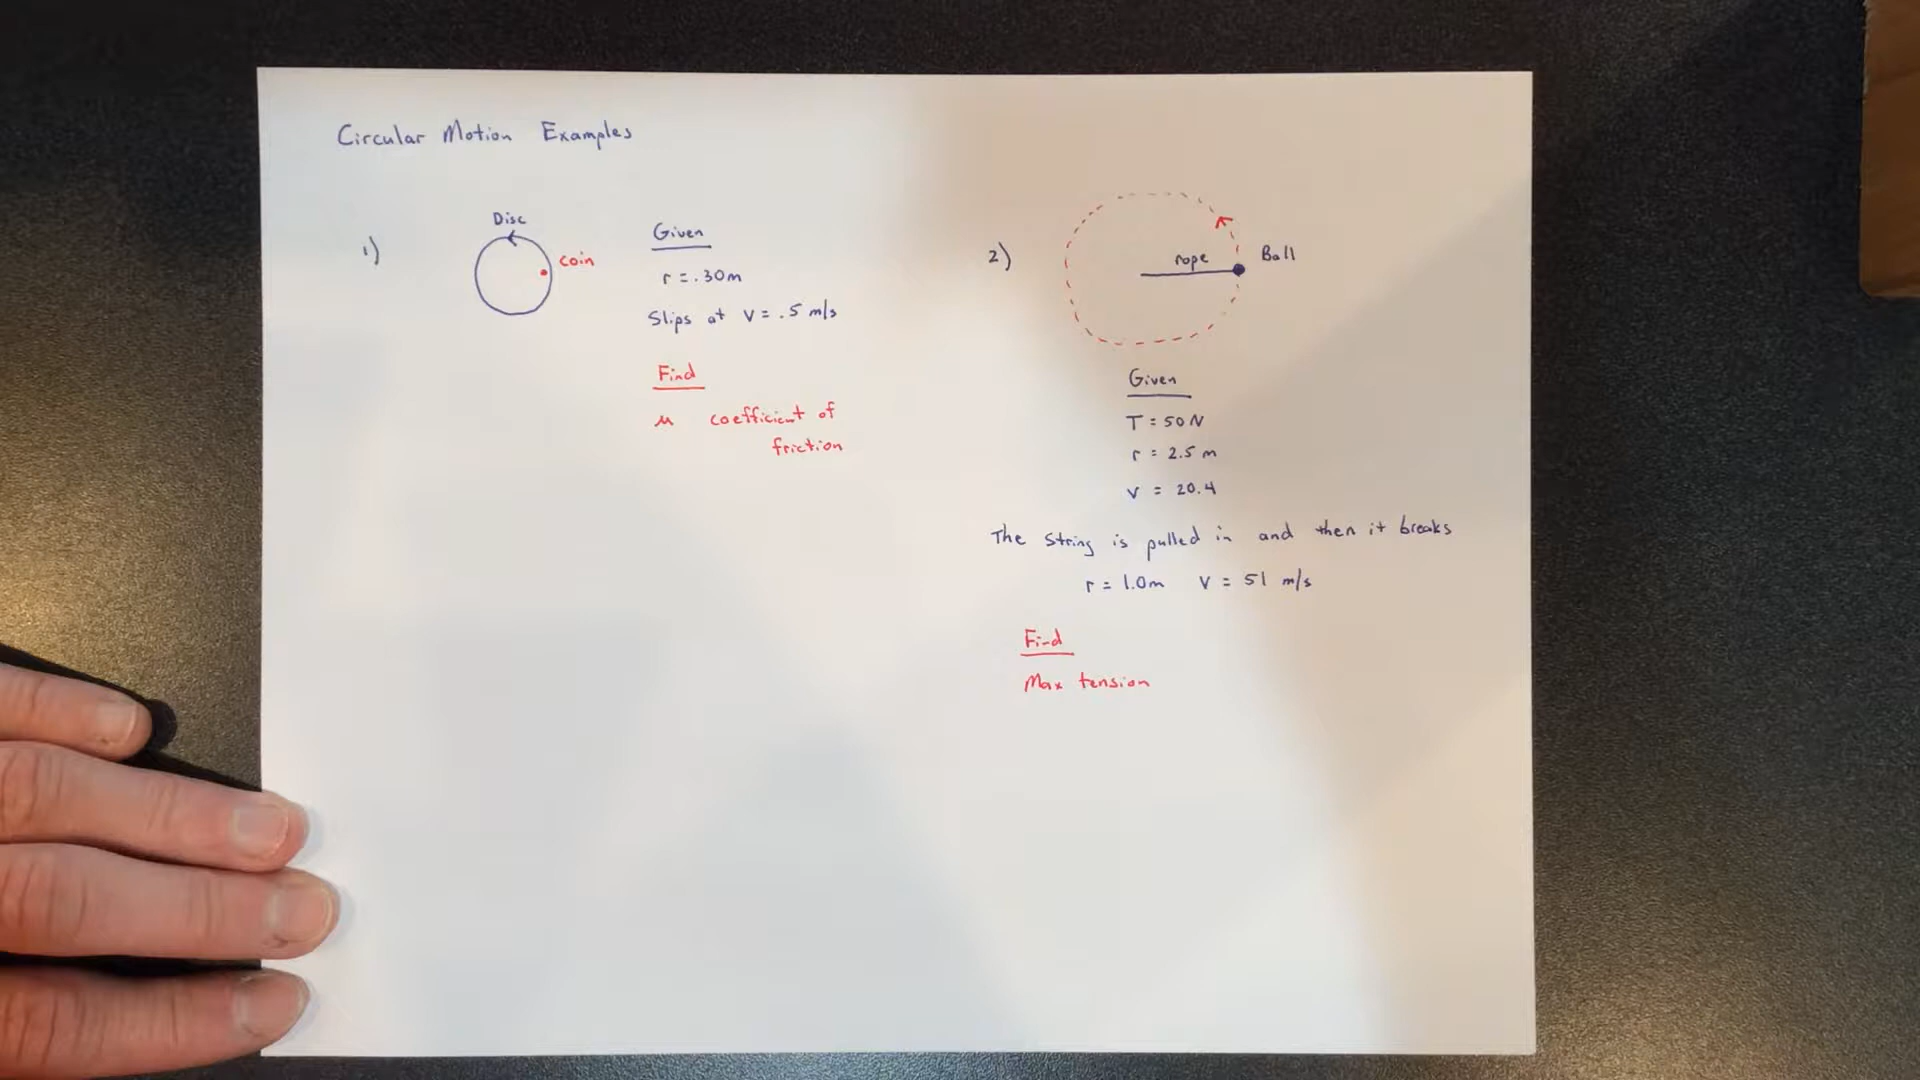 Circular Motion Examples
1)
Disc
coin
Given
r = .30m
Slips at v = .5 m/s
Find
μ coefficient of
friction
2)
rope
Ball
Given
T = 50N
r = 2.5 m
v = 20.4
The string is pulled in and then it breaks
r = 1.0m v = 51 m/s
Find
Max tension